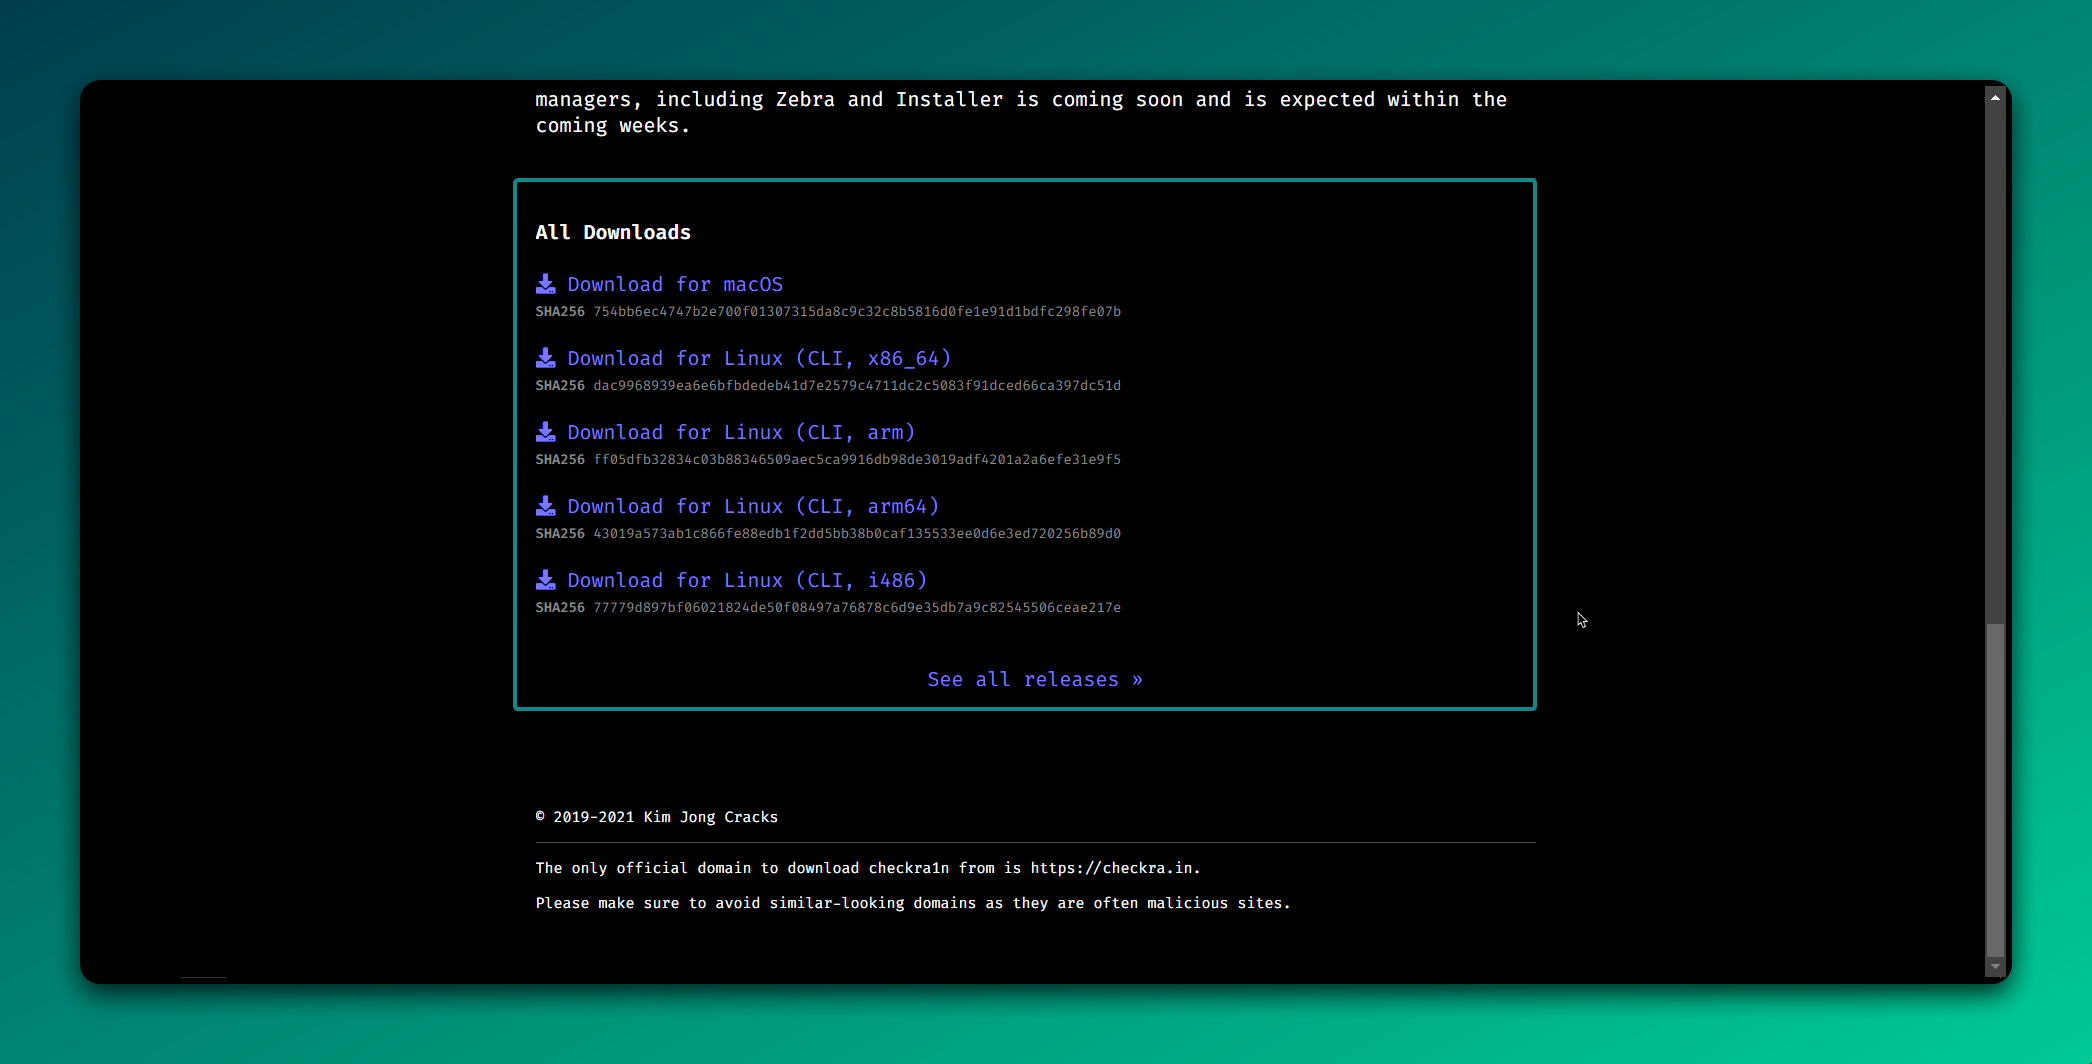 managers, including Zebra and Installer is coming soon and is expected within the
coming weeks.
All Downloads
Download for macOS
SHA256 754bb6ec4747b2e700f01307315da8c9c32c8b5816d0fe1e91d1bdfc298fe07b
Download for Linux (CLI, x86_64)
SHA256 dac9968939ea6e6bfbdedeb41d7e2579c4711dc2c5083f91dced66ca397dc51d
Download for Linux (CLI, arm)
SHA256 ff05dfb32834c03b88346509aec5ca9916db98de3019adf4201a2a6efe31e9f5
Download for Linux (CLI, arm64)
SHA256 43019a573ab1c866fe88edb1f2dd5bb38b0caf135533ee0d6e3ed720256b89d0
Download for Linux (CLI, i486)
SHA256 77779d897bf06021824de50f08497a76878c6d9e35db7a9c82545506ceae217e
See all releases »
© 2019-2021 Kim Jong Cracks
The only official domain to download checkra1n from is https://checkra.in.
Please make sure to avoid similar-looking domains as they are often malicious sites.